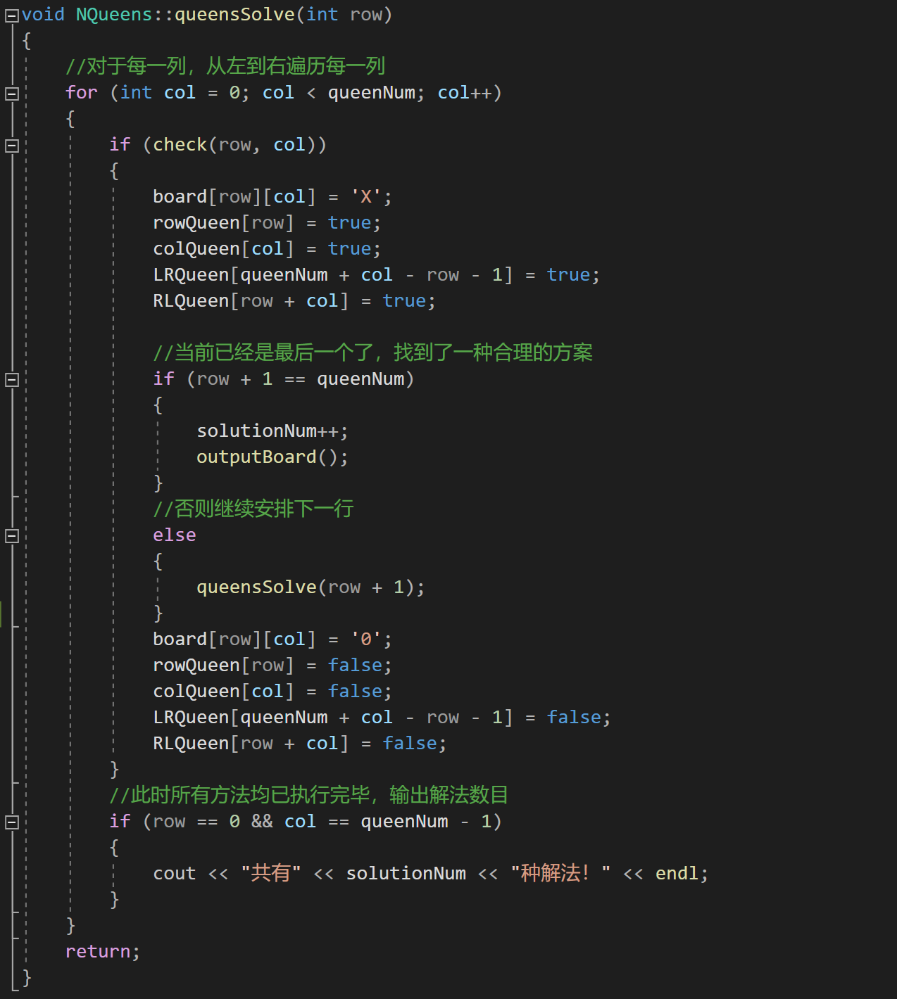 void NQueens::queensSolve(int row)
{
    //对于每一列，从左到右遍历每一列
    for (int col = 0; col < queenNum; col++)
    {
        if (check(row, col))
        {
            board[row][col] = 'X';
            rowQueen[row] = true;
            colQueen[col] = true;
            LRQueen[queenNum + col - row - 1] = true;
            RLQueen[row + col] = true;

            //当前已经是最后一个了，找到了一种合理的方案
            if (row + 1 == queenNum)
            {
                solutionNum++;
                outputBoard();
            }
            //否则继续安排下一行
            else
            {
                queensSolve(row + 1);
            }
            board[row][col] = '0';
            rowQueen[row] = false;
            colQueen[col] = false;
            LRQueen[queenNum + col - row - 1] = false;
            RLQueen[row + col] = false;
        }
        //此时所有方法均已执行完毕，输出解法数目
        if (row == 0 && col == queenNum - 1)
        {
            cout << "共有" << solutionNum << "种解法！" << endl;
        }
    }
    return;
}